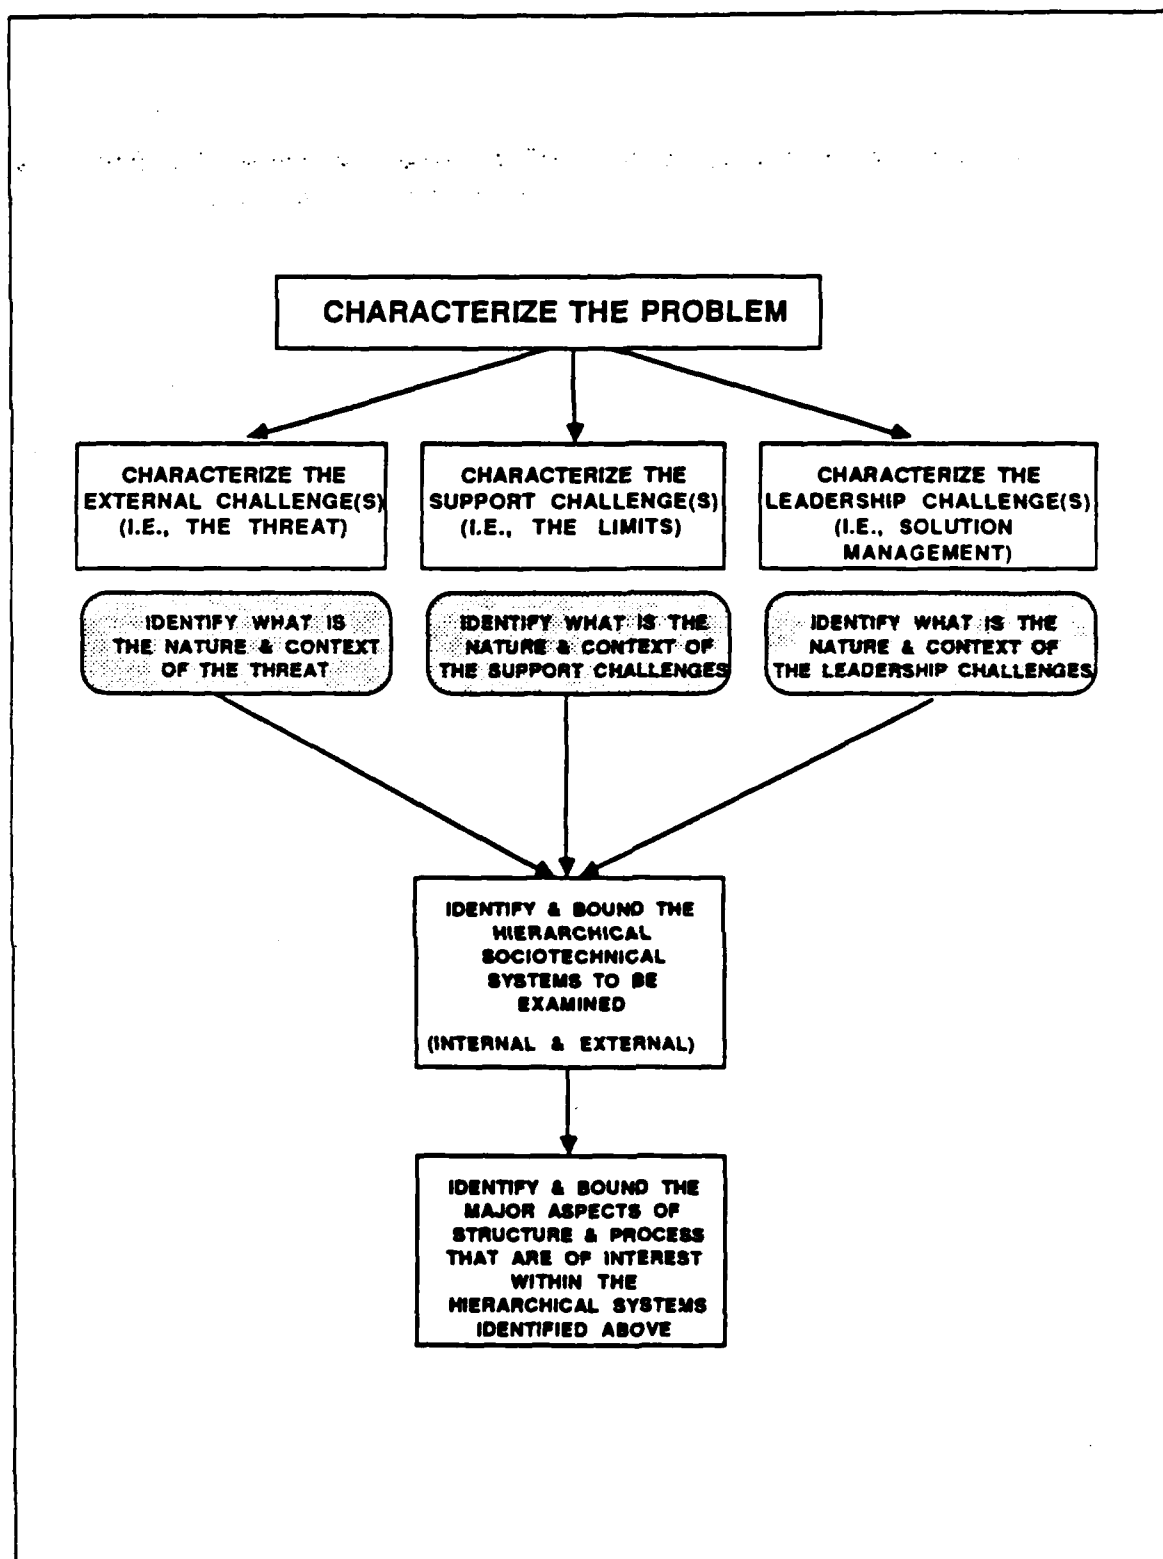 CHARACTERIZE THE PROBLEM
CHARACTERIZE THE
EXTERNAL CHALLENGE(S)
(I.E., THE THREAT)
CHARACTERIZE THE
SUPPORT CHALLENGE(S)
(I.E., THE LIMITS)
CHARACTERIZE THE
LEADERSHIP CHALLENGE(S)
(I.E., SOLUTION
MANAGEMENT)
IDENTIFY WHAT IS
THE NATURE & CONTEXT
OF THE THREAT
IDENTIFY WHAT IS THE
NATURE & CONTEXT OF
THE SUPPORT CHALLENGES
IDENTIFY WHAT IS THE
NATURE & CONTEXT OF
THE LEADERSHIP CHALLENGES
IDENTIFY & BOUND THE
HIERARCHICAL
SOCIOTECHNICAL
SYSTEMS TO BE
EXAMINED
(INTERNAL & EXTERNAL)
IDENTIFY & BOUND THE
MAJOR ASPECTS OF
STRUCTURE & PROCESS
THAT ARE OF INTEREST
WITHIN THE
HIERARCHICAL SYSTEMS
IDENTIFIED ABOVE